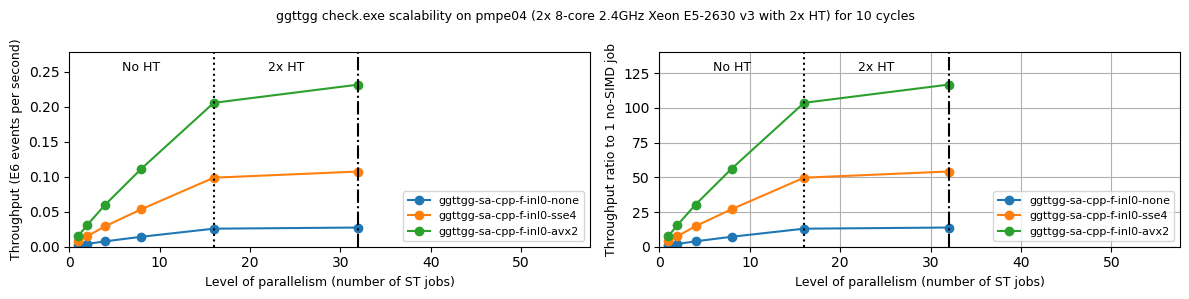 ggttgg check.exe scalability on pmpe04 (2x 8-core 2.4GHz Xeon E5-2630 v3 with 2x HT) for 10 cycles
Throughput (E6 events per second)
0.25
0.20
0.15
0.10
0.05
0.00
No HT
2x HT
ggttgg-sa-cpp-f-inl0-none
ggttgg-sa-cpp-f-inl0-sse4
ggttgg-sa-cpp-f-inl0-avx2
0 10 20 30 40 50
Level of parallelism (number of ST jobs)
Throughput ratio to 1 no-SIMD job
125
100
75
50
25
0
No HT
2x HT
ggttgg-sa-cpp-f-inl0-none
ggttgg-sa-cpp-f-inl0-sse4
ggttgg-sa-cpp-f-inl0-avx2
0 10 20 30 40 50
Level of parallelism (number of ST jobs)